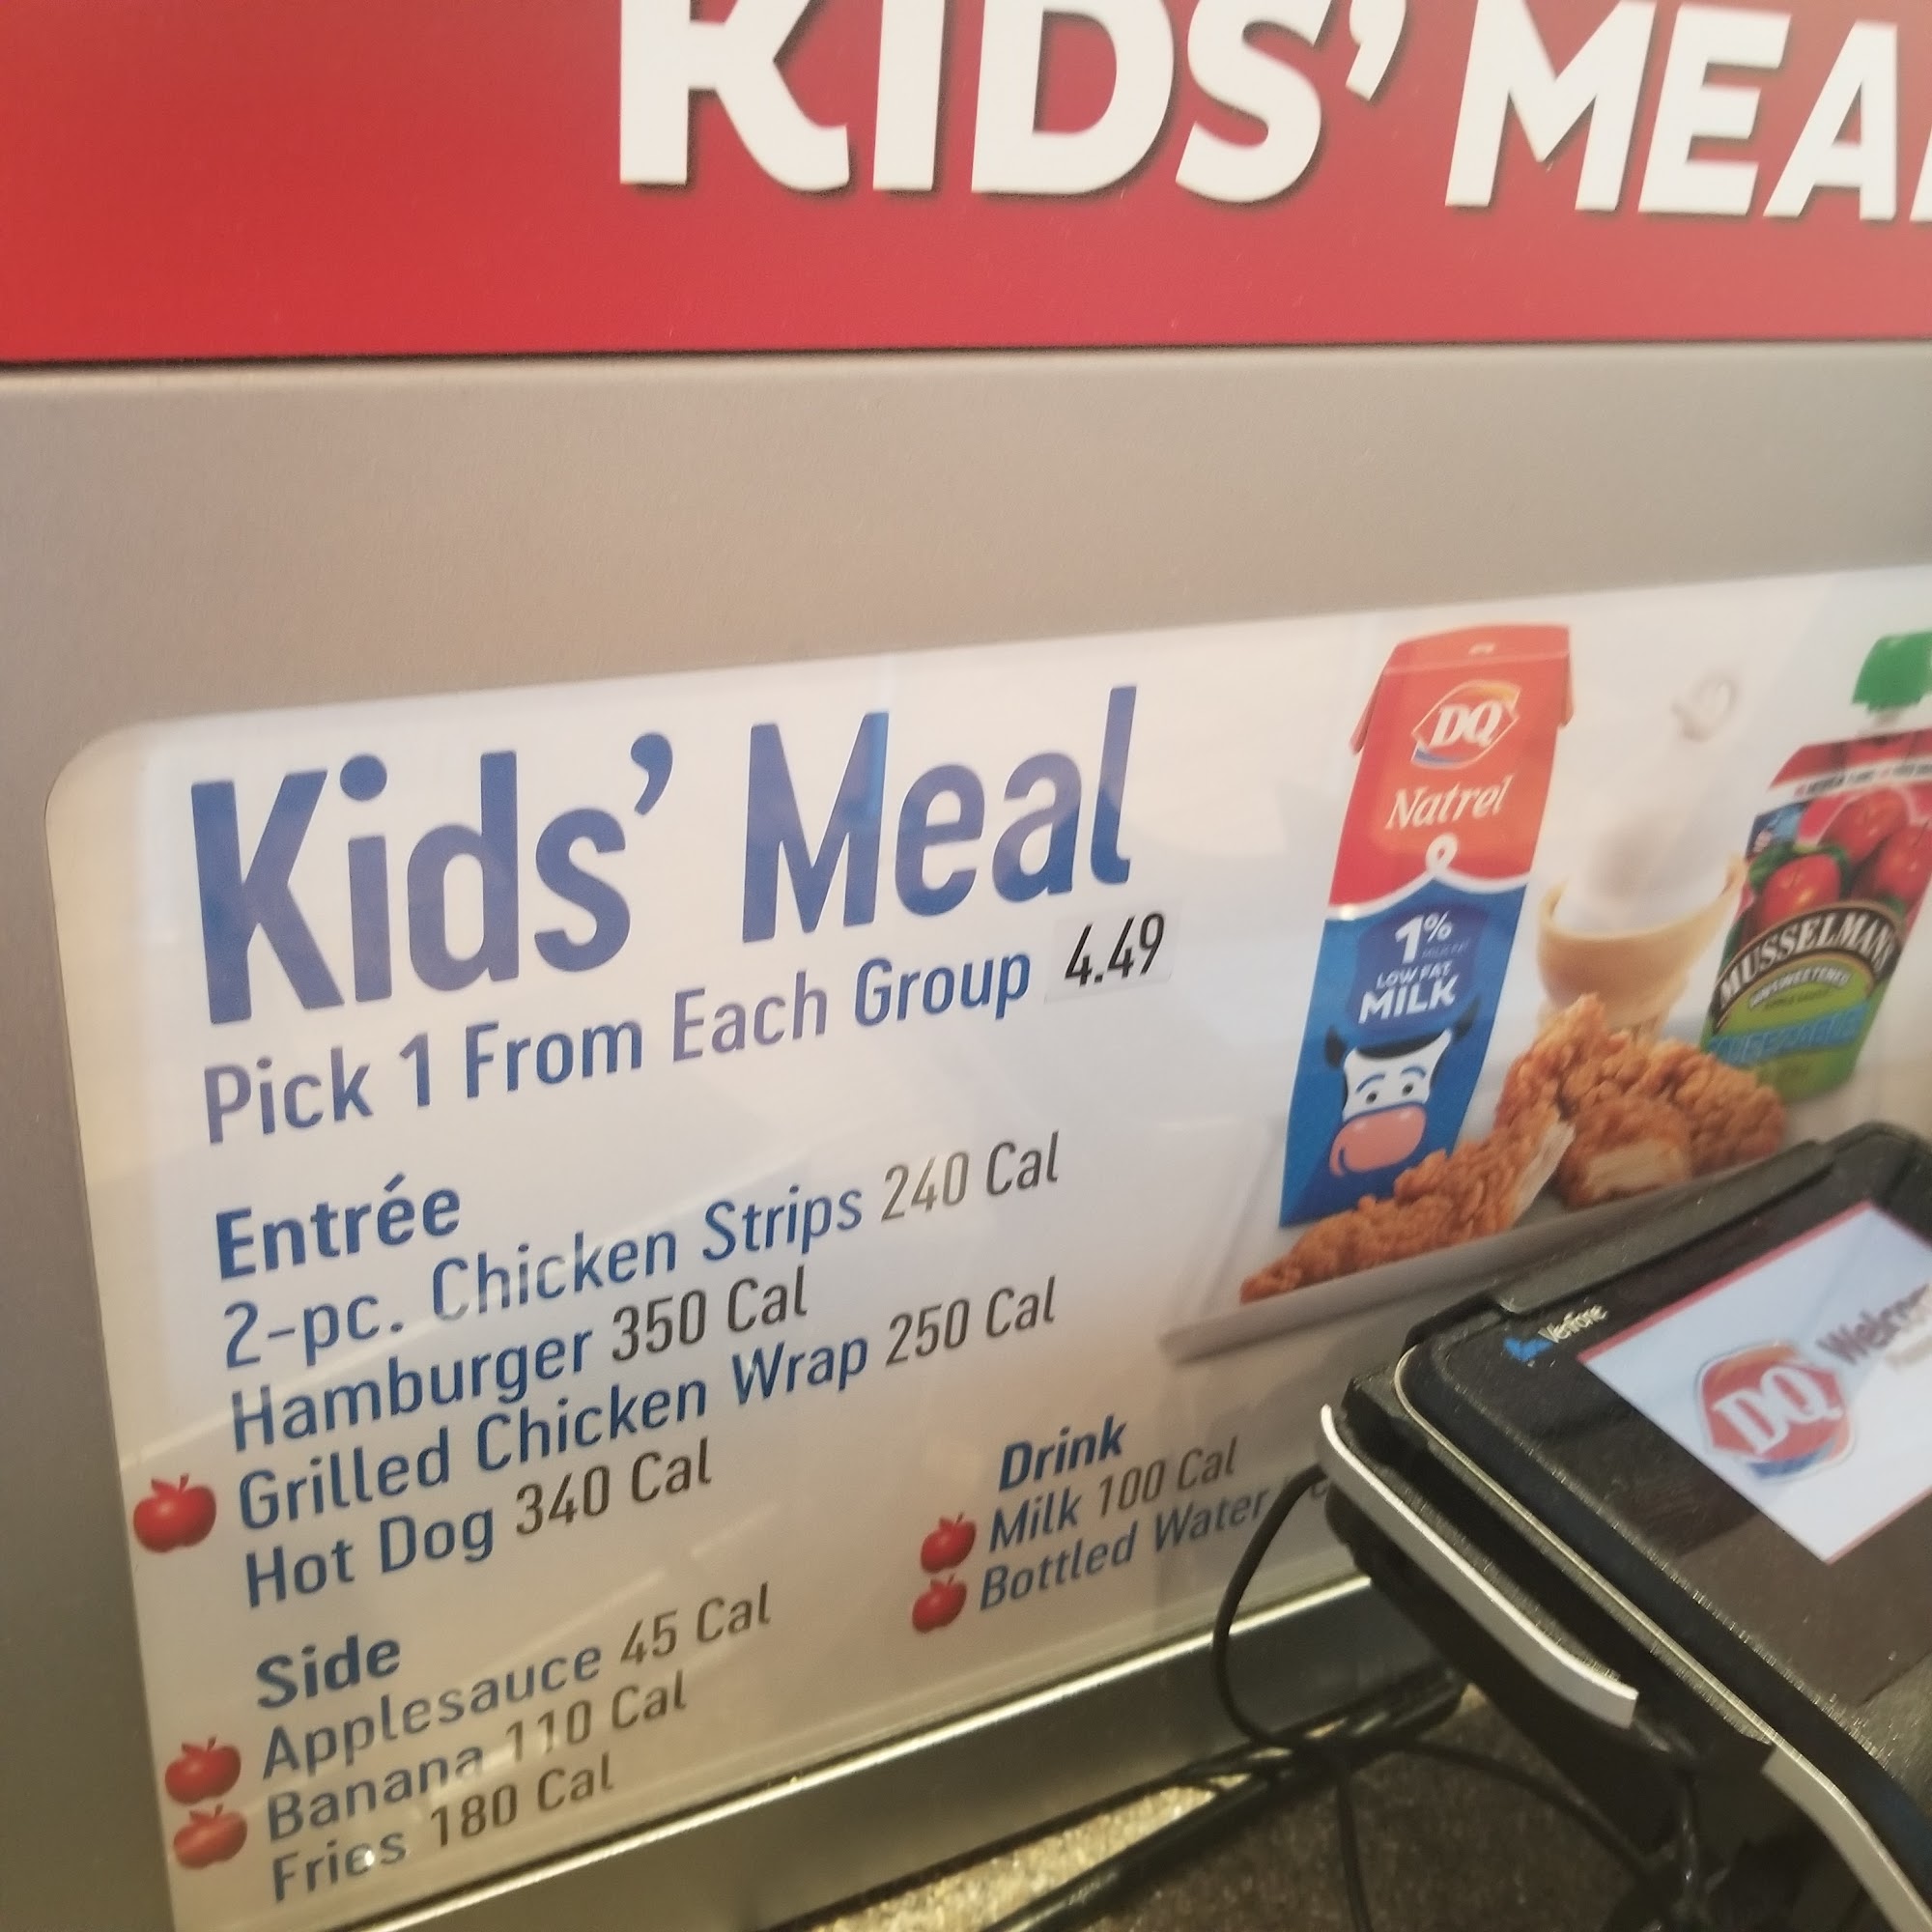 KIDS' MEA
Kids' Meal
Pick 1 From Each Group 4.49
Entrée
2-pc. Chicken Strips 240 Cal
Hamburger 350 Cal
Grilled Chicken Wrap 250 Cal
Hot Dog 340 Cal
Side
Applesauce 45 Cal
Banana 110 Cal
Fries 180 Cal
Drink
Milk 100 Cal
Bottled Water
DQ
Natrel
1%
LOW FAT
MILK
MUSSELMAN'S
UNSWEETENED
Verifone
DQ